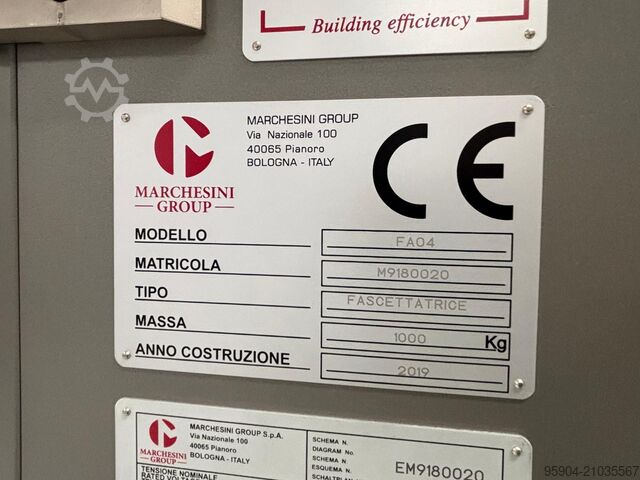 Building efficiency
MARCHESINI GROUP
Via Nazionale 100
40065 Pianoro
BOLOGNA - ITALY
CE
MARCHESINI
GROUP
MODELLO FA04
MATRICOLA M9180020
TIPO FASCETTATRICE
MASSA 1000 Kg
ANNO COSTRUZIONE 2019
MARCHESINI
GROUP
MARCHESINI GROUP S.p.A.
Via Nazionale 100
40065 Pianoro
BOLOGNA - ITALY
SCHEMA N.
DIAGRAM No.
SCHEMA N.
ESQUEMA N.
SCHALTPLAN
EM9180020
TENSIONE NOMINALE
RATED VOLTAGE
95904-21035567